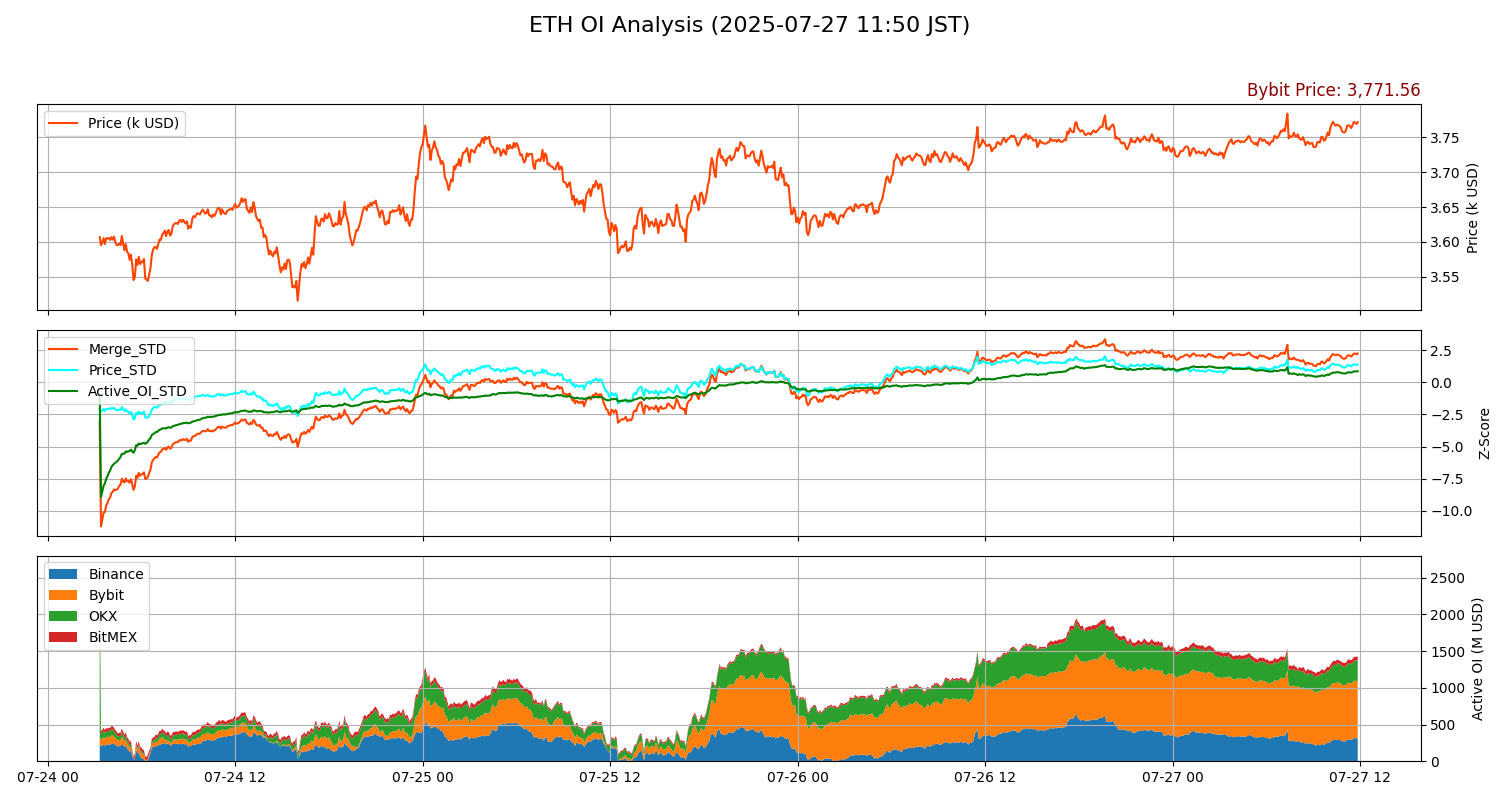 ETH OI Analysis (2025-07-27 11:50 JST)
Bybit Price: 3,771.56
Price (k USD)
3.75
3.70
3.65
3.60
3.55
Price (k USD)
Merge_STD
Price_STD
Active_OI_STD
2.5
0.0
−2.5
−5.0
−7.5
−10.0
Z-Score
Binance
Bybit
OKX
BitMEX
2500
2000
1500
1000
500
0
Active OI (M USD)
07-24 00
07-24 12
07-25 00
07-25 12
07-26 00
07-26 12
07-27 00
07-27 12